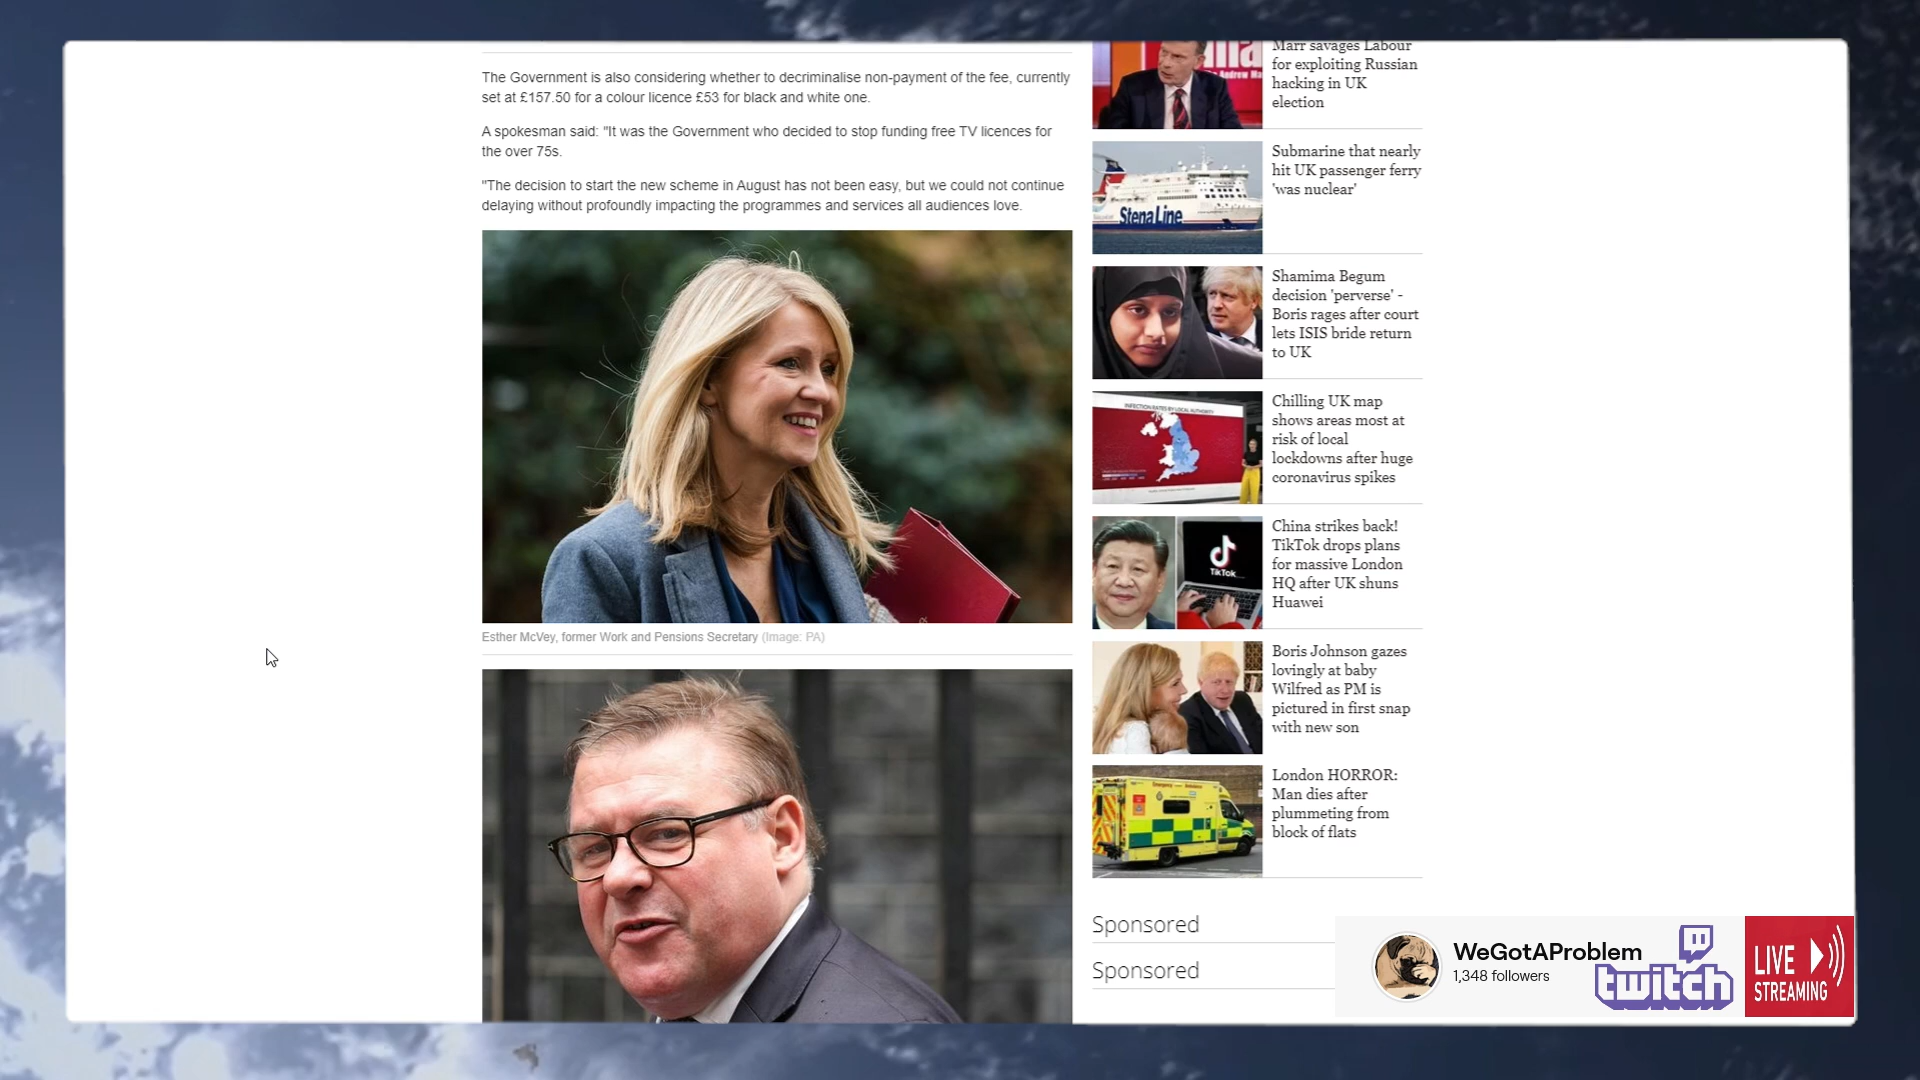 The Government is also considering whether to decriminalise non-payment of the fee, currently
set at £157.50 for a colour licence £53 for black and white one.
A spokesman said: "It was the Government who decided to stop funding free TV licences for
the over 75s.
"The decision to start the new scheme in August has not been easy, but we could not continue
delaying without profoundly impacting the programmes and services all audiences love.
Esther McVey, former Work and Pensions Secretary (Image: PA)
Marr savages Labour
for exploiting Russian
hacking in UK
election
Submarine that nearly
hit UK passenger ferry
'was nuclear'
Stena Line
Shamima Begum
decision 'perverse' -
Boris rages after court
lets ISIS bride return
to UK
INFECTION RATES BY LOCAL AUTHORITY
Chilling UK map
shows areas most at
risk of local
lockdowns after huge
coronavirus spikes
TikTok
China strikes back!
TikTok drops plans
for massive London
HQ after UK shuns
Huawei
Boris Johnson gazes
lovingly at baby
Wilfred as PM is
pictured in first snap
with new son
London HORROR:
Man dies after
plummeting from
block of flats
Sponsored
Sponsored
WeGotAProblem
1,348 followers
twitch
LIVE
STREAMING